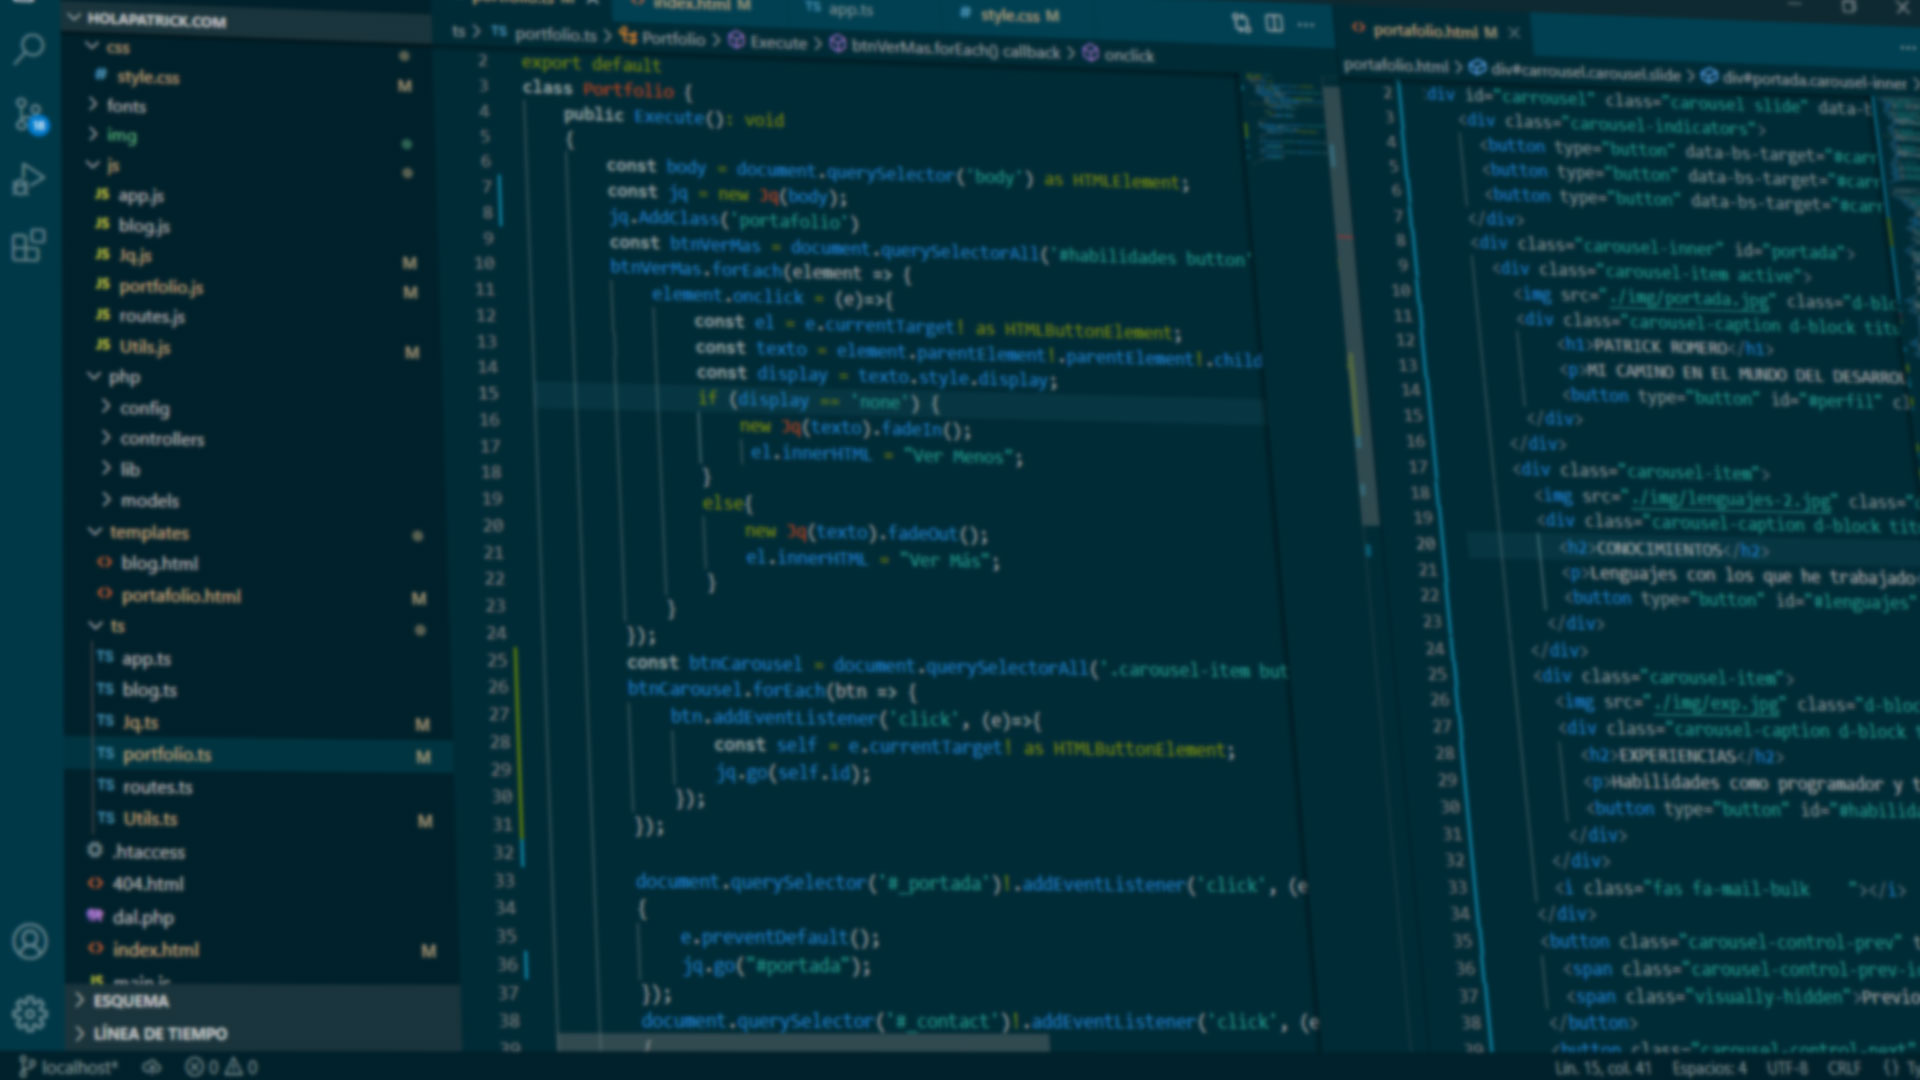 HOLAPATRICK.COM
css
style.css M
fonts
img
js
app.js
blog.js
Jq.js M
portfolio.js M
routes.js
Utils.js M
php
config
controllers
lib
models
templates
blog.html
portafolio.html M
ts
app.ts
blog.ts
Jq.ts M
portfolio.ts M
routes.ts
Utils.ts M
.htaccess
404.html
dal.php
index.html M
main.js
ESQUEMA
LÍNEA DE TIEMPO
localhost* 0 0
index.html M app.ts style.css M
ts > TS portfolio.ts > Portfolio > Execute > btnVerMas.forEach() callback > onclick
2 export default
3 class Portfolio {
4 public Execute(): void
5 {
6 const body = document.querySelector('body') as HTMLElement;
7 const jq = new Jq(body);
8 jq.AddClass('portafolio')
9 const btnVerMas = document.querySelectorAll('#habilidades button'
10 btnVerMas.forEach(element => {
11 element.onclick = (e)=>{
12 const el = e.currentTarget! as HTMLButtonElement;
13 const texto = element.parentElement!.parentElement!.child
14 const display = texto.style.display;
15 if (display == 'none') {
16 new Jq(texto).fadeIn();
17 el.innerHTML = "Ver Menos";
18 }
19 else{
20 new Jq(texto).fadeOut();
21 el.innerHTML = "Ver Más";
22 }
23 }
24 });
25 const btnCarousel = document.querySelectorAll('.carousel-item but
26 btnCarousel.forEach(btn => {
27 btn.addEventListener('click', (e)=>{
28 const self = e.currentTarget! as HTMLButtonElement;
29 jq.go(self.id);
30 });
31 });
32
33 document.querySelector('#_portada')!.addEventListener('click', (e
34 {
35 e.preventDefault();
36 jq.go("#portada");
37 });
38 document.querySelector('#_contact')!.addEventListener('click', (e
39 {
portafolio.html M
portafolio.html > div#carrousel.carousel.slide > div#portada.carousel-inner >
2 div id="carrousel" class="carousel slide" data-b
3 <div class="carousel-indicators">
4 <button type="button" data-bs-target="#carr
5 <button type="button" data-bs-target="#carr
6 <button type="button" data-bs-target="#carr
7 </div>
8 <div class="carousel-inner" id="portada">
9 <div class="carousel-item active">
10 <img src="./img/portada.jpg" class="d-bloc
11 <div class="carousel-caption d-block titu
12 <h1>PATRICK ROMERO</h1>
13 <p>MI CAMINO EN EL MUNDO DEL DESARROL
14 <button type="button" id="#perfil" cl
15 </div>
16 </div>
17 <div class="carousel-item">
18 <img src="./img/lenguajes-2.jpg" class="
19 <div class="carousel-caption d-block titu
20 <h2>CONOCIMIENTOS</h2>
21 <p>Lenguajes con los que he trabajado
22 <button type="button" id="#lenguajes"
23 </div>
24 </div>
25 <div class="carousel-item">
26 <img src="./img/exp.jpg" class="d-bloc
27 <div class="carousel-caption d-block t
28 <h2>EXPERIENCIAS</h2>
29 <p>Habilidades como programador y t
30 <button type="button" id="#habilida
31 </div>
32 </div>
33 <i class="fas fa-mail-bulk "></i>
34 </div>
35 <button class="carousel-control-prev" t
36 <span class="carousel-control-prev-i
37 <span class="visually-hidden">Previo
38 </button>
39 <button class="carousel-control-next"
Lín. 15, col. 41 Espacios: 4 UTF-8 CRLF {} Ty